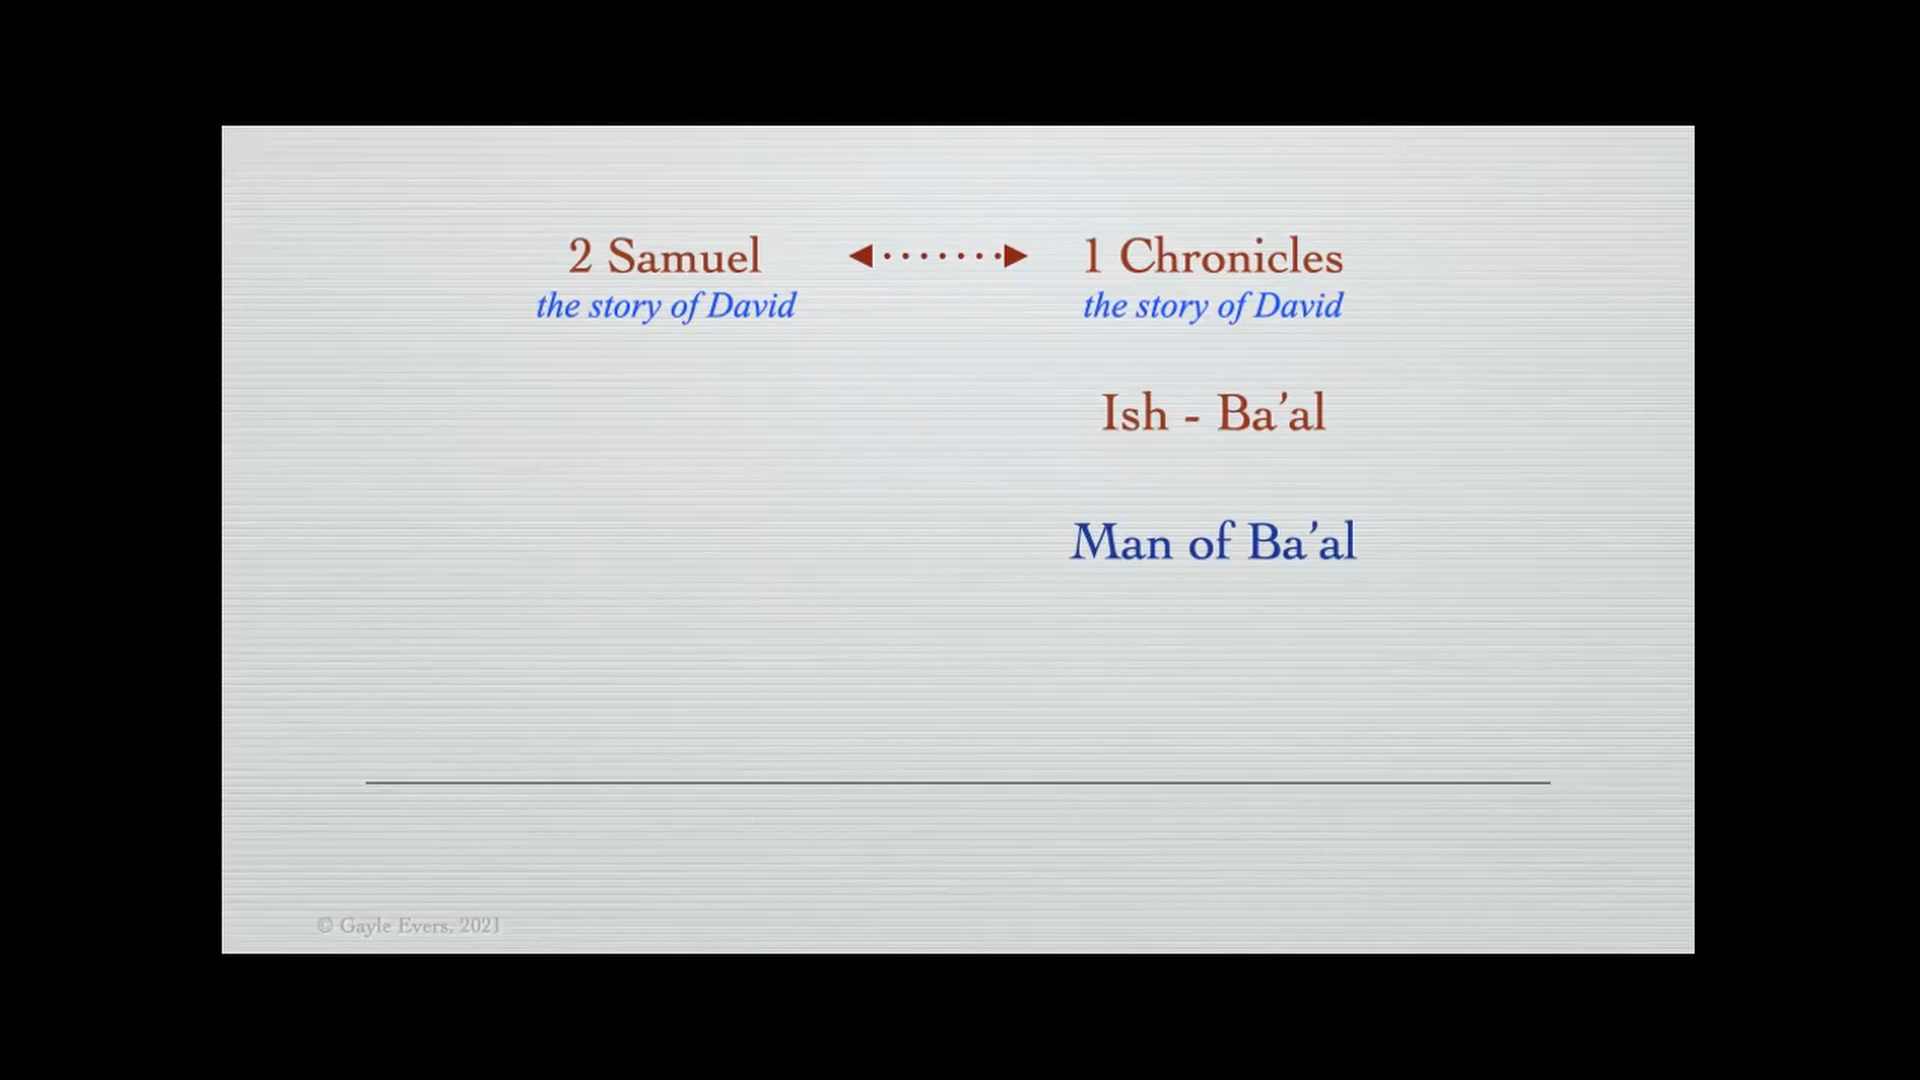 2 Samuel ◀·······▶ 1 Chronicles
the story of David the story of David
Ish - Ba’al
Man of Ba’al
© Gayle Evers, 2021